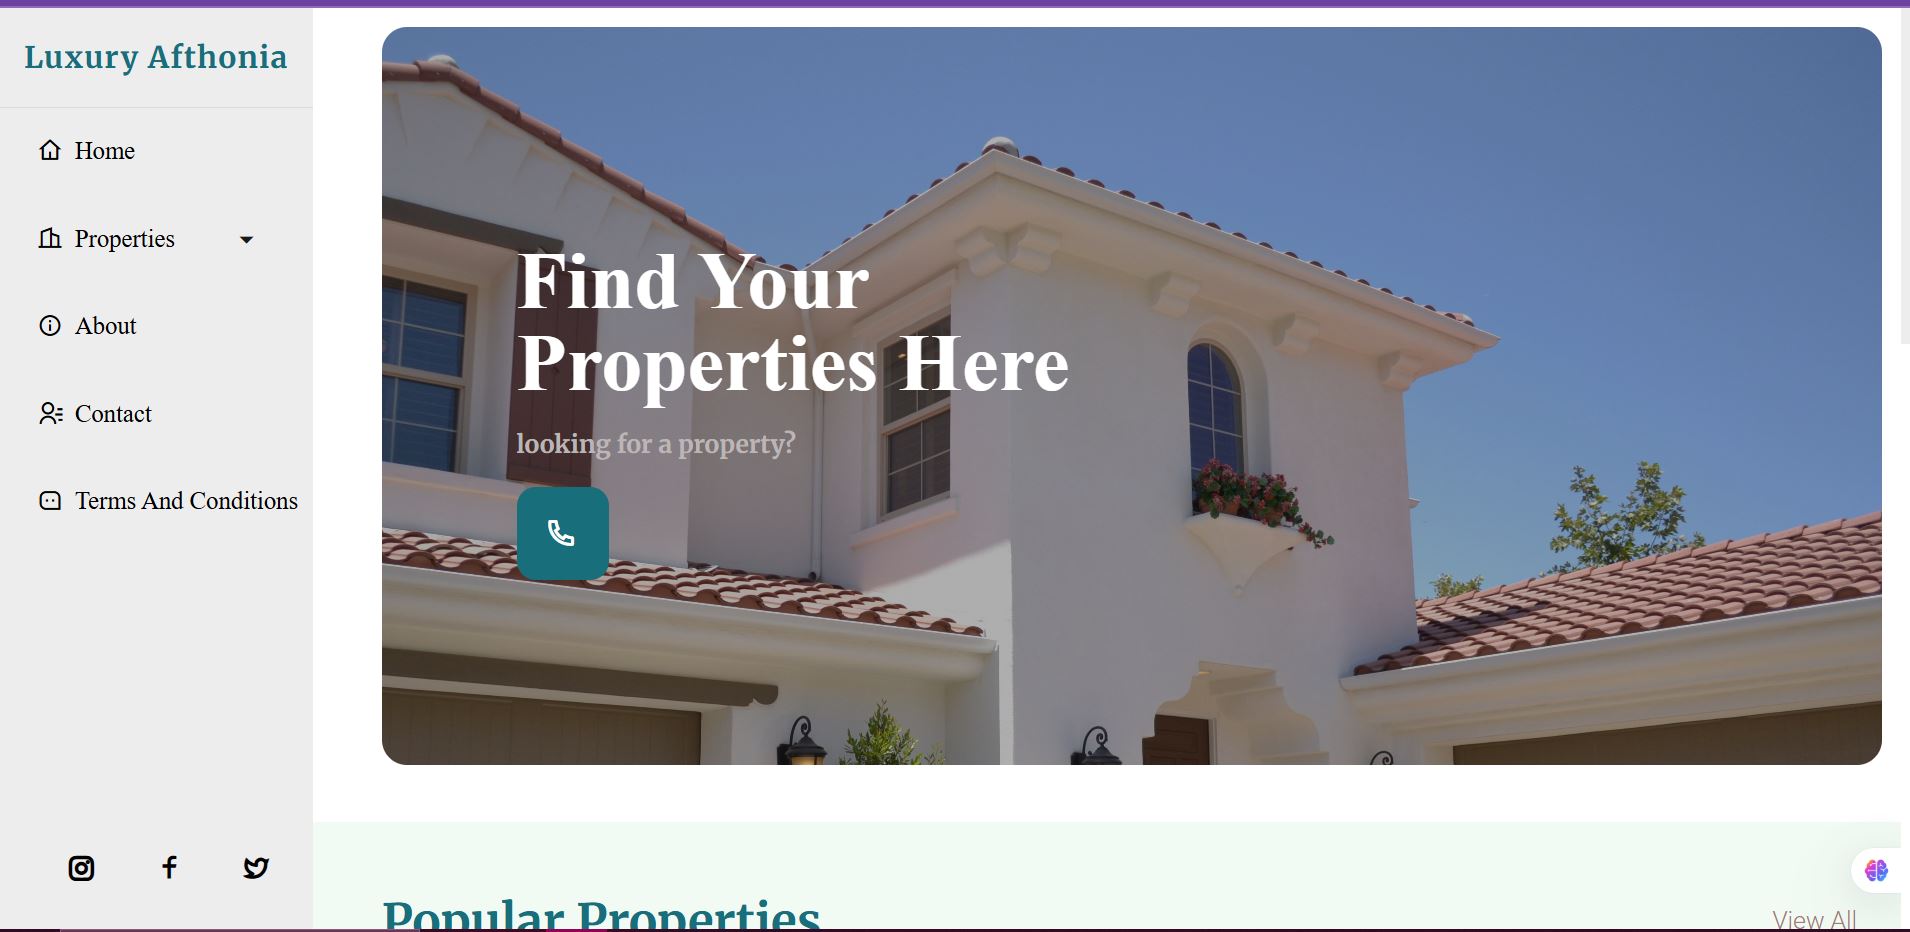 Luxury Afthonia
Home
Properties
About
Contact
Terms And Conditions
Find Your
Properties Here
looking for a property?
Popular Properties
View All